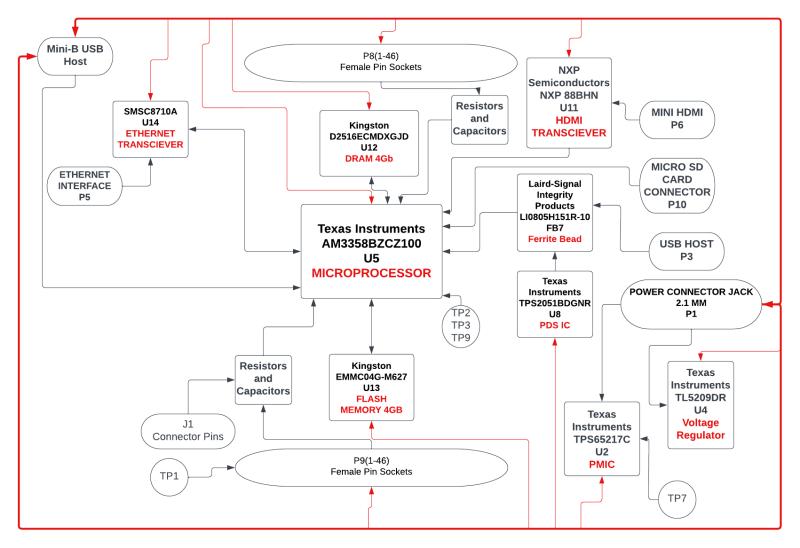 Mini-B USB
Host
P8(1-46)
Female Pin Sockets
NXP
Semiconductors
NXP 88BHN
U11
HDMI
TRANSCIEVER
SMSC8710A
U14
ETHERNET
TRANSCIEVER
Kingston
D2516ECMDXGJD
U12
DRAM 4Gb
Resistors
and
Capacitors
MINI HDMI
P6
ETHERNET
INTERFACE
P5
MICRO SD
CARD
CONNECTOR
P10
Laird-Signal
Integrity
Products
LI0805H151R-10
FB7
Ferrite Bead
Texas Instruments
AM3358BZCZ100
U5
MICROPROCESSOR
USB HOST
P3
Texas
Instruments
TPS2051BDGNR
U8
PDS IC
POWER CONNECTOR JACK
2.1 MM
P1
TP2
TP3
TP9
Resistors
and
Capacitors
Kingston
EMMC04G-M627
U13
FLASH
MEMORY 4GB
Texas
Instruments
TL5209DR
U4
Voltage
Regulator
J1
Connector Pins
Texas
Instruments
TPS65217C
U2
PMIC
TP1
P9(1-46)
Female Pin Sockets
TP7